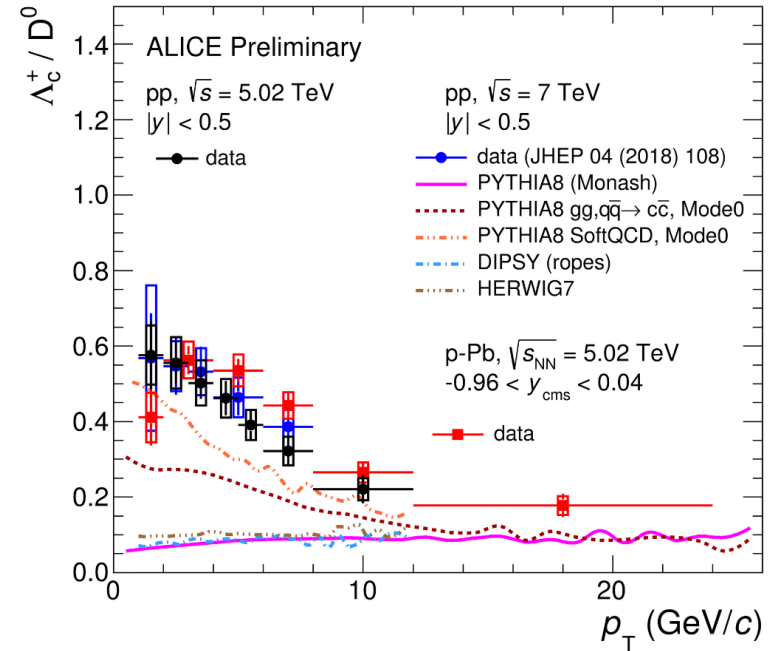 Λc+ / D0
1.4
1.2
1.0
0.8
0.6
0.4
0.2
0.0
ALICE Preliminary
pp, √s = 5.02 TeV
|y| < 0.5
data
pp, √s = 7 TeV
|y| < 0.5
data (JHEP 04 (2018) 108)
PYTHIA8 (Monash)
PYTHIA8 gg,qq̅→ cc̅, Mode0
PYTHIA8 SoftQCD, Mode0
DIPSY (ropes)
HERWIG7
p-Pb, √sNN = 5.02 TeV
-0.96 < ycms < 0.04
data
0 10 20
pT (GeV/c)